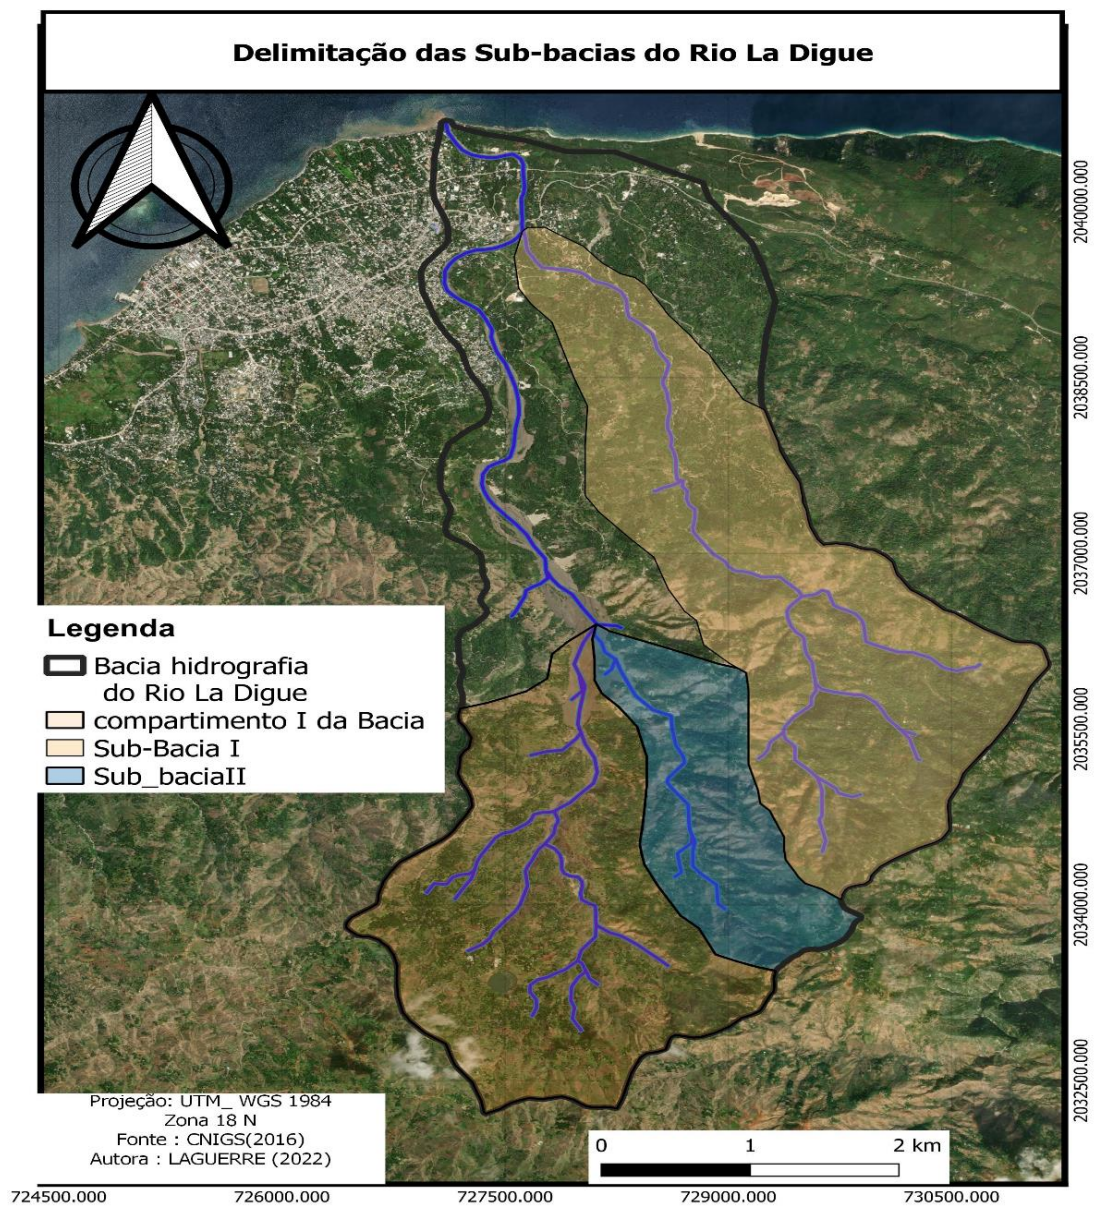 Delimitação das Sub-bacias do Rio La Digue
2040000.000
2038500.000
2037000.000
2035500.000
2034000.000
2032500.000
Legenda
Bacia hidrografia
do Rio La Digue
compartimento I da Bacia
Sub-Bacia I
Sub_baciaII
Projeção: UTM_ WGS 1984
Zona 18 N
Fonte : CNIGS(2016)
Autora : LAGUERRE (2022)
0 1 2 km
724500.000 726000.000 727500.000 729000.000 730500.000